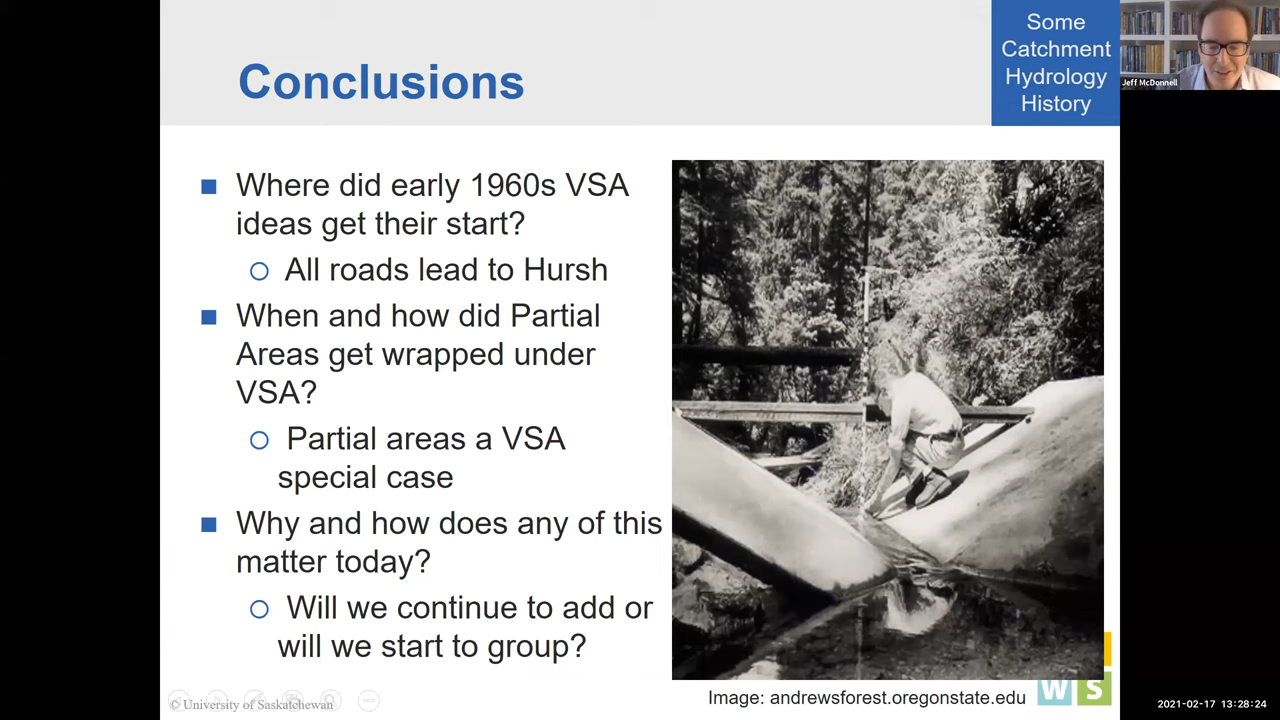 Conclusions
Some
Catchment
Hydrology
History
Jeff McDonnell
Where did early 1960s VSA
ideas get their start?
All roads lead to Hursh
When and how did Partial
Areas get wrapped under
VSA?
Partial areas a VSA
special case
Why and how does any of this
matter today?
Will we continue to add or
will we start to group?
© University of Saskatchewan
Image: andrewsforest.oregonstate.edu
W S
2021-02-17 13:28:24